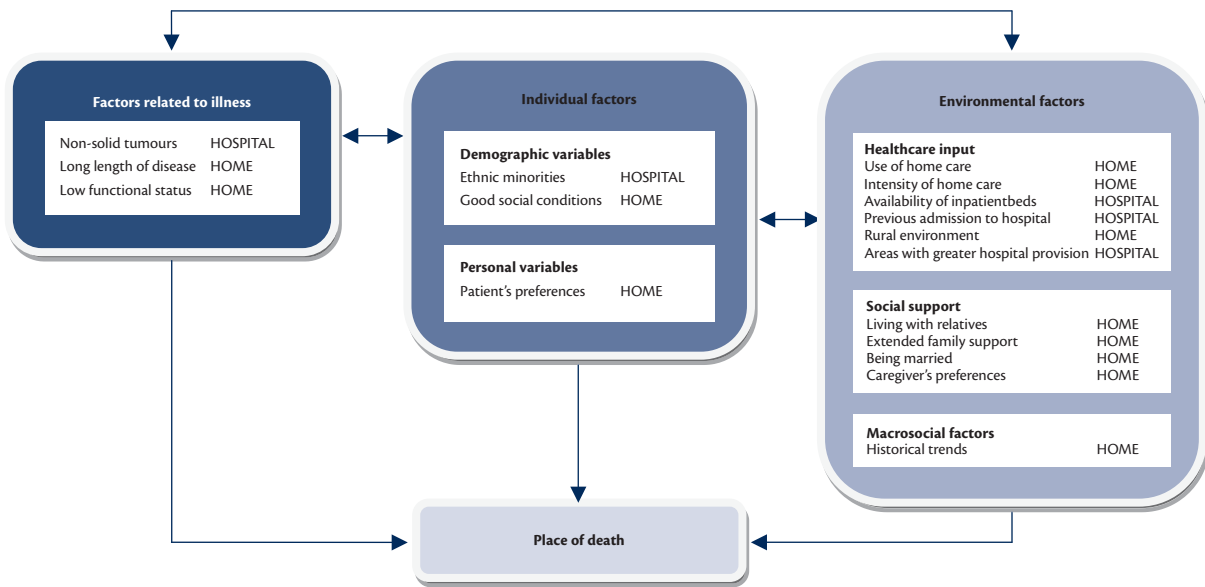 Factors related to illness
Non-solid tumours HOSPITAL
Long length of disease HOME
Low functional status HOME
Individual factors
Demographic variables
Ethnic minorities HOSPITAL
Good social conditions HOME
Personal variables
Patient's preferences HOME
Environmental factors
Healthcare input
Use of home care HOME
Intensity of home care HOME
Availability of inpatientbeds HOSPITAL
Previous admission to hospital HOSPITAL
Rural environment HOME
Areas with greater hospital provision HOSPITAL
Social support
Living with relatives HOME
Extended family support HOME
Being married HOME
Caregiver's preferences HOME
Macrosocial factors
Historical trends HOME
Place of death